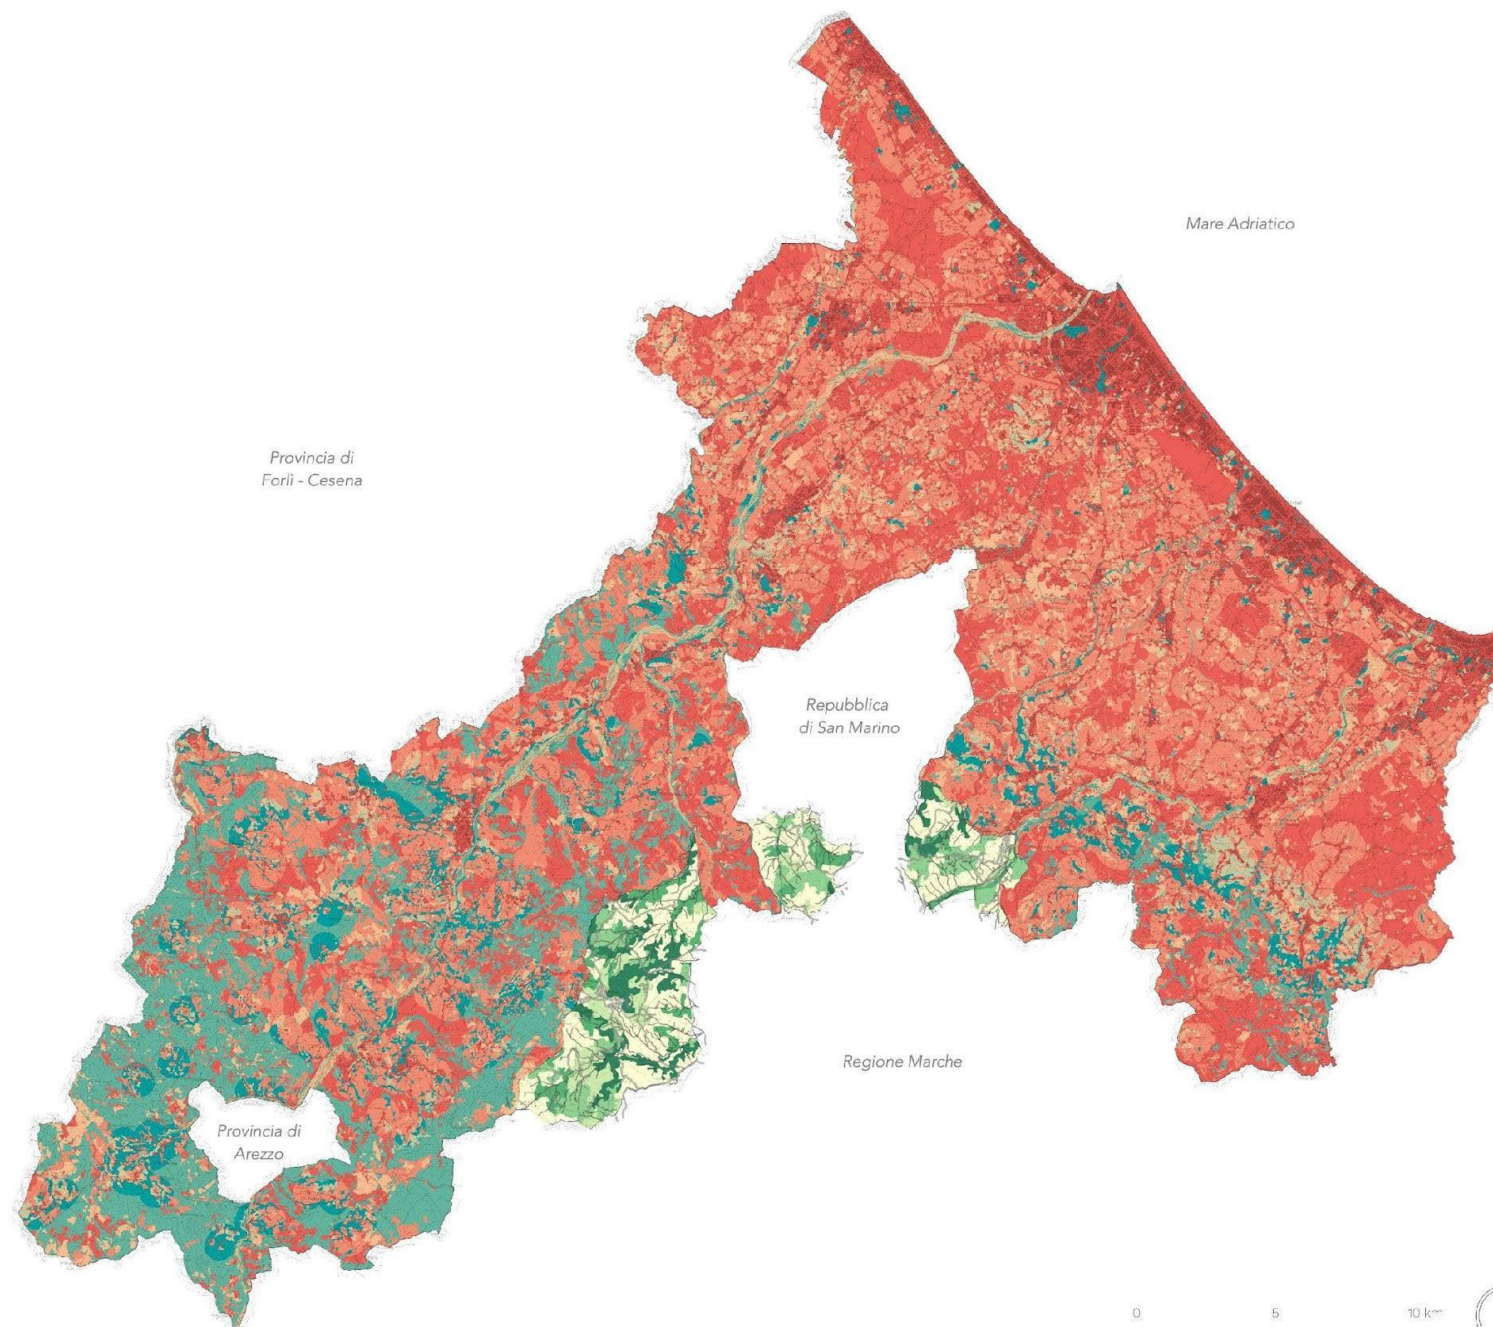 Mare Adriatico
Provincia di
Forlì - Cesena
Repubblica
di San Marino
Regione Marche
Provincia di
Arezzo
0 5 10 km